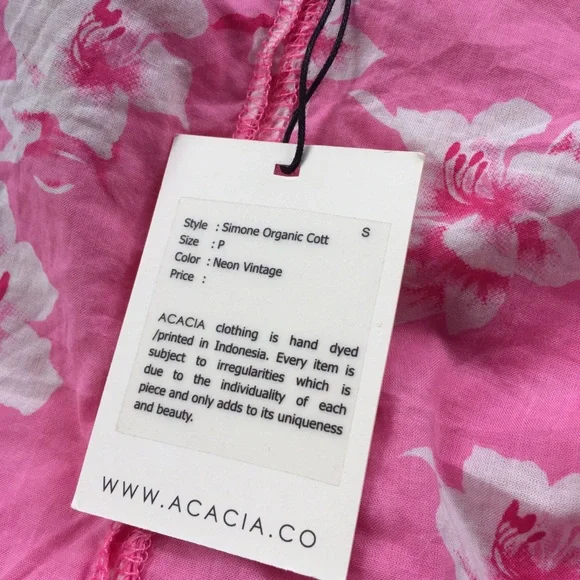 Style : Simone Organic Cott S
Size : P
Color : Neon Vintage
Price :
ACACIA clothing is hand dyed
/printed in Indonesia. Every item is
subject to irregularities which is
due to the individuality of each
piece and only adds to its uniqueness
and beauty.
WWW.ACACIA.CO